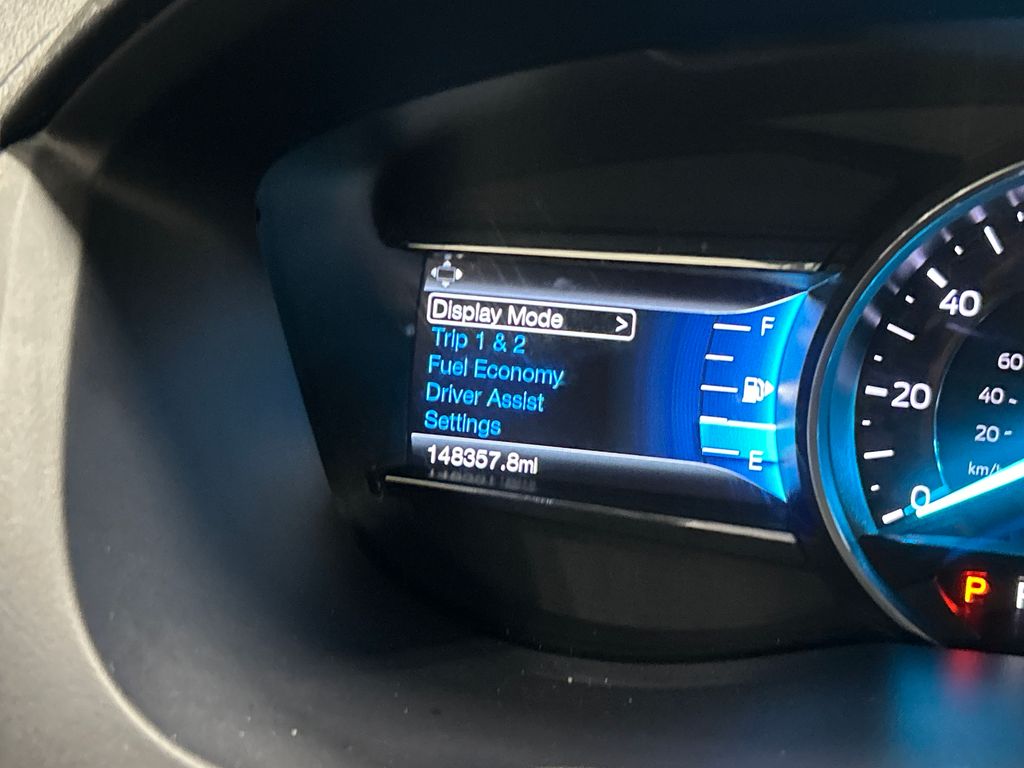 Display Mode >
Trip 1 & 2
Fuel Economy
Driver Assist
Settings
148357.8mi
F
E
40
20
0
60
40
20
km/h
P